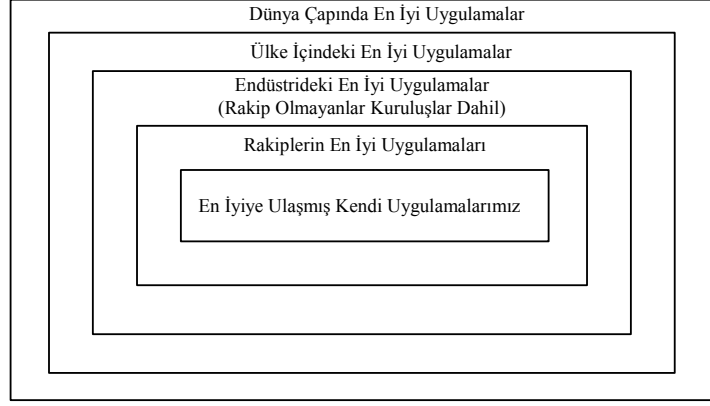 Dünya Çapında En İyi Uygulamalar
Ülke İçindeki En İyi Uygulamalar
Endüstrideki En İyi Uygulamalar
(Rakip Olmayanlar Kuruluşlar Dahil)
Rakiplerin En İyi Uygulamaları
En İyiye Ulaşmış Kendi Uygulamalarımız